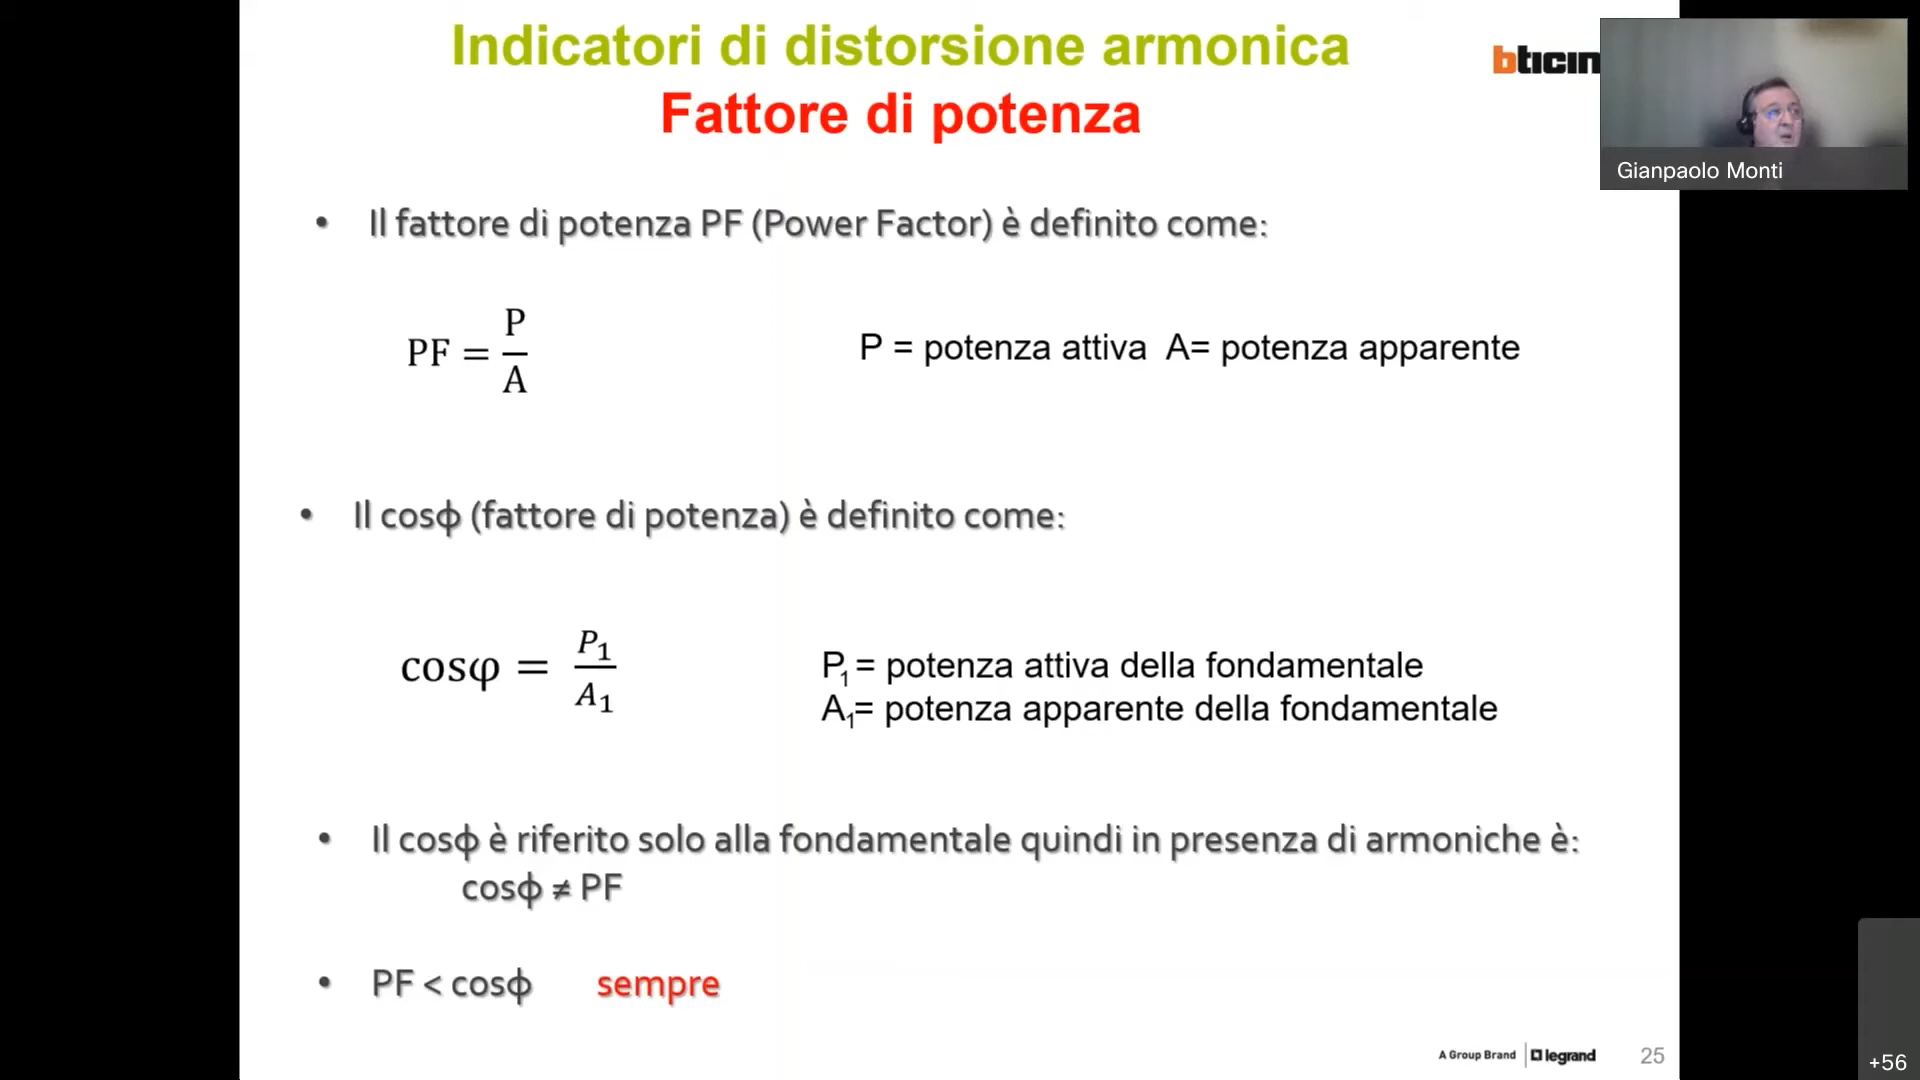 Indicatori di distorsione armonica
Fattore di potenza
bticin
Gianpaolo Monti
• Il fattore di potenza PF (Power Factor) è definito come:
PF = P/A
P = potenza attiva  A= potenza apparente
• Il cosϕ (fattore di potenza) è definito come:
cosφ = P₁/A₁
P₁= potenza attiva della fondamentale
A₁= potenza apparente della fondamentale
• Il cosϕ è riferito solo alla fondamentale quindi in presenza di armoniche è:
cosϕ ≠ PF
• PF < cosϕ sempre
A Group Brand legrand 25
+56